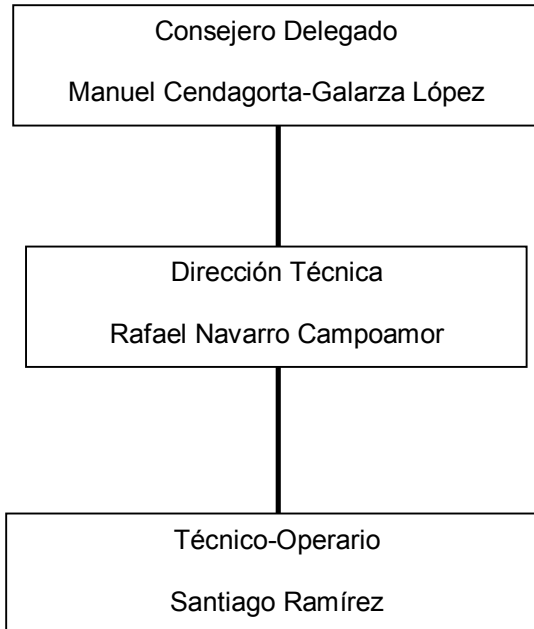 Consejero Delegado
Manuel Cendagorta-Galarza López
Dirección Técnica
Rafael Navarro Campoamor
Técnico-Operario
Santiago Ramírez